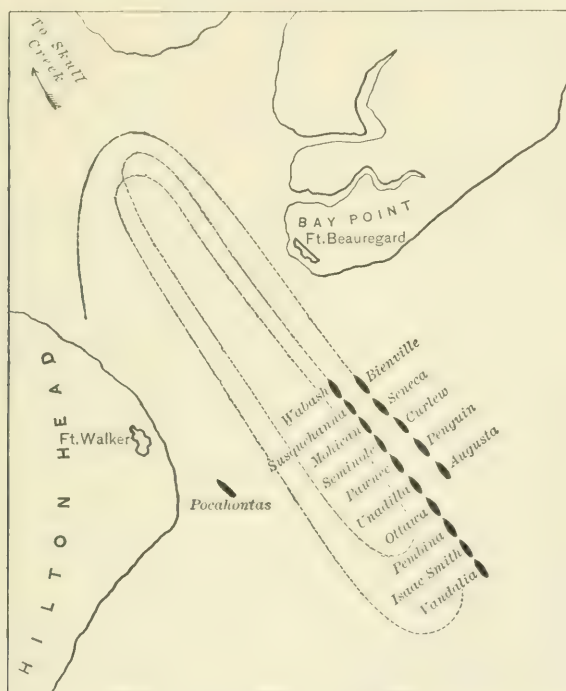 To Skull
Creek
BAY POINT
Ft. Beauregard
HILTON HEAD
Ft. Walker
Pocahontas
Bienville
Seneca
Curlew
Penguin
Augusta
Wabash
Susquehanna
Mohican
Seminole
Pawnee
Unadilla
Ottawa
Pembina
Isaac Smith
Vandalia